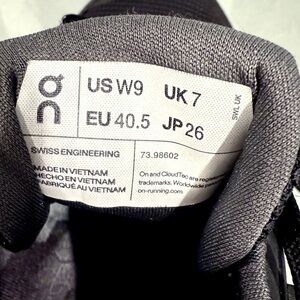 US W9 UK 7
EU 40.5 JP 26
SWISS ENGINEERING 73.98602
MADE IN VIETNAM
HECHO EN VIETNAM
FABRIQUÉ AU VIETNAM
On and CloudTec are registered
trademarks. Worldwide.
on-running.com